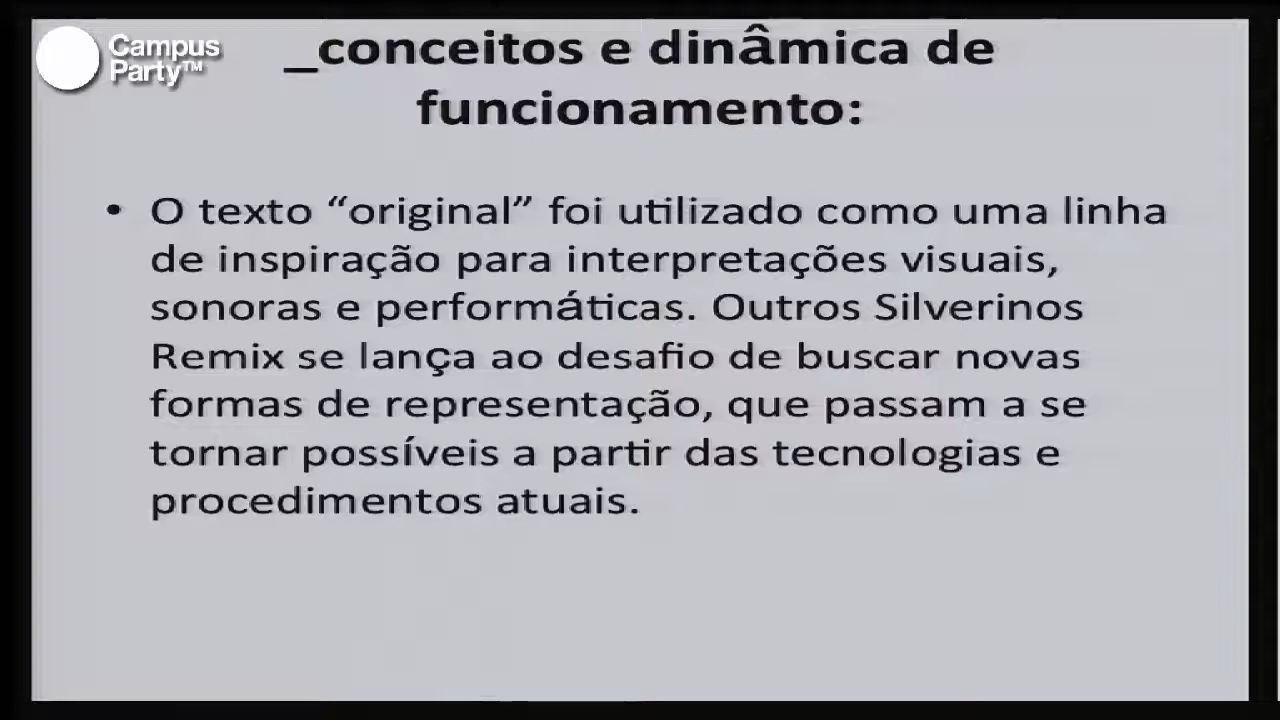 Campus
Party™
_conceitos e dinâmica de
funcionamento:
• O texto “original” foi utilizado como uma linha
de inspiração para interpretações visuais,
sonoras e performáticas. Outros Silverinos
Remix se lança ao desafio de buscar novas
formas de representação, que passam a se
tornar possíveis a partir das tecnologias e
procedimentos atuais.